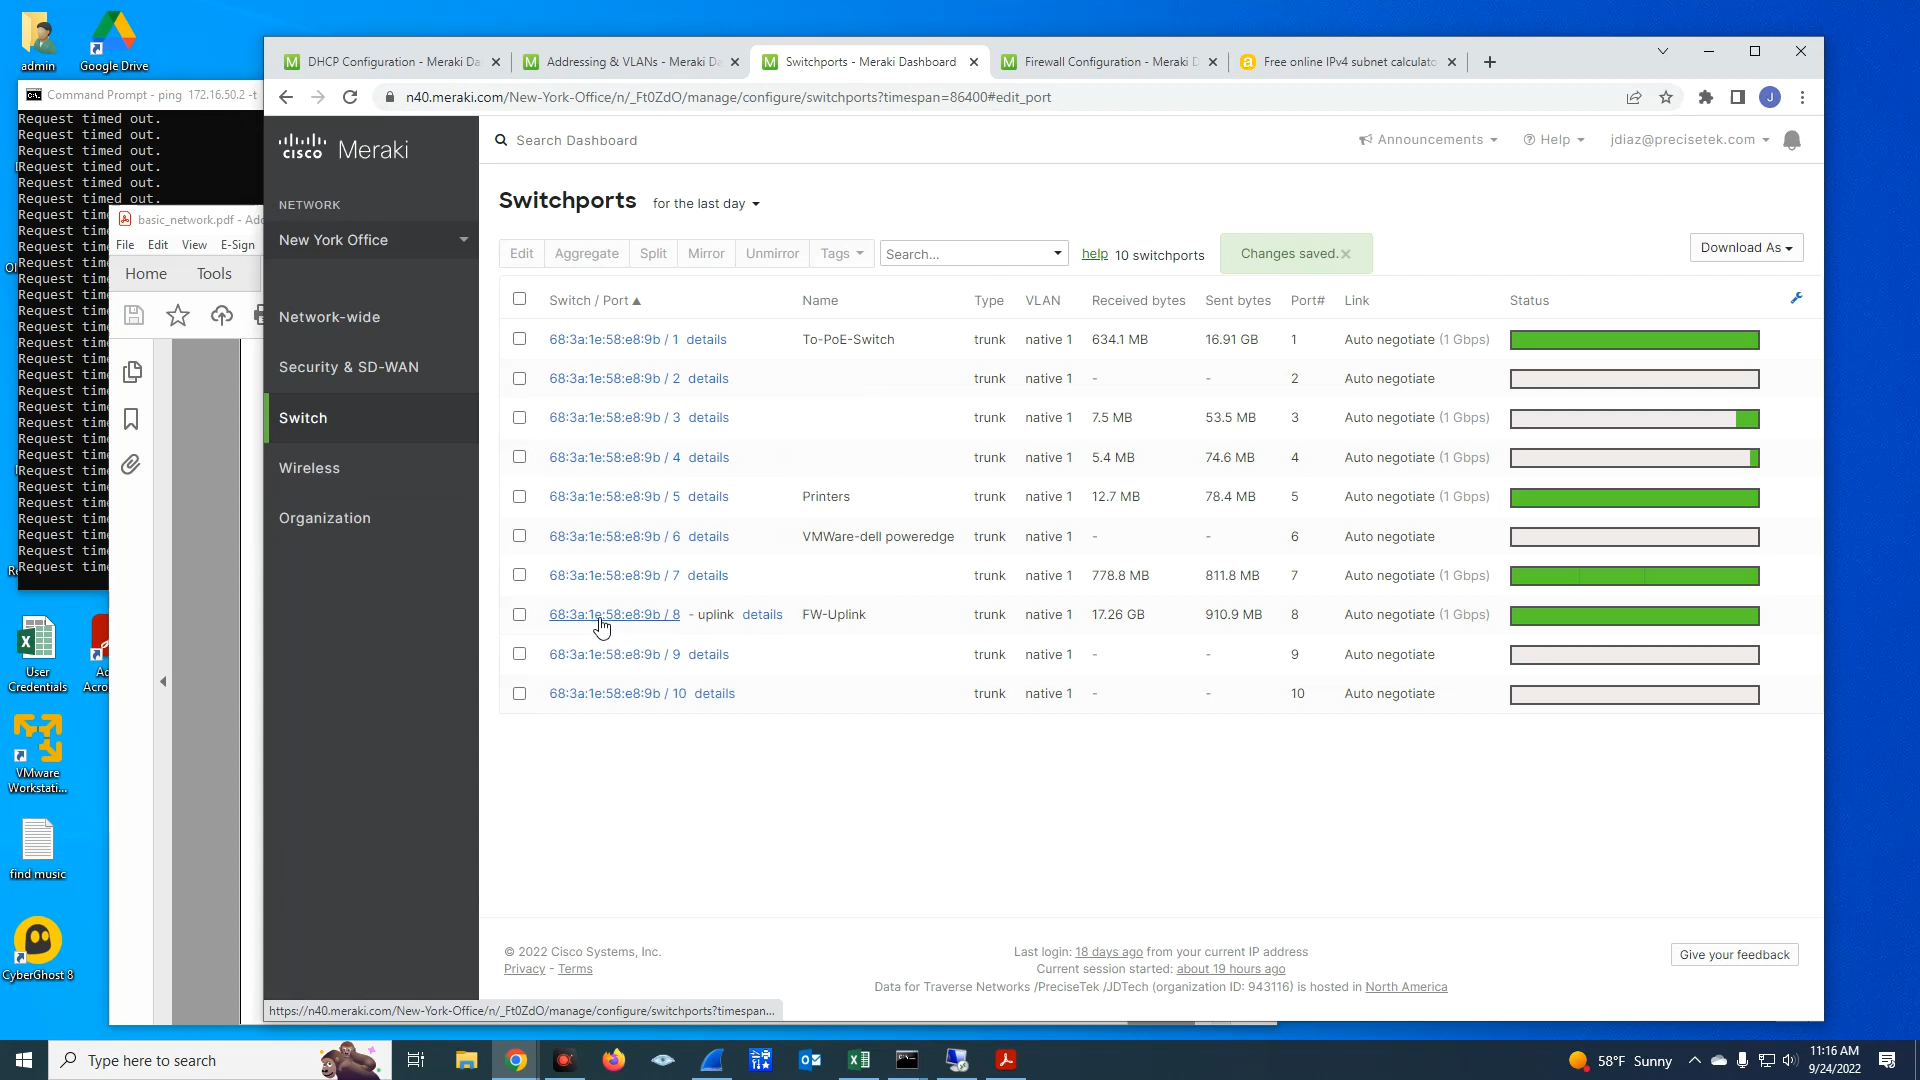 admin
Google Drive
Command Prompt - ping 172.16.50.2 -t
Request timed out.
Request timed out.
Request timed out.
Request timed out.
Request timed out.
Request timed out.
basic_network.pdf - Ado
File Edit View E-Sign
Home Tools
User
Credentials
VMware
Workstati...
find music
CyberGhost 8
DHCP Configuration - Meraki Da
Addressing & VLANs - Meraki Da
Switchports - Meraki Dashboard
Firewall Configuration - Meraki D
Free online IPv4 subnet calculato
n40.meraki.com/New-York-Office/n/_Ft0ZdO/manage/configure/switchports?timespan=86400#edit_port
CISCO Meraki
Search Dashboard
Announcements
Help
jdiaz@precisetek.com
NETWORK
New York Office
Network-wide
Security & SD-WAN
Switch
Wireless
Organization
Switchports for the last day
Edit Aggregate Split Mirror Unmirror Tags Search... help 10 switchports Changes saved. Download As
Switch / Port Name Type VLAN Received bytes Sent bytes Port# Link Status
68:3a:1e:58:e8:9b / 1 details To-PoE-Switch trunk native 1 634.1 MB 16.91 GB 1 Auto negotiate (1 Gbps)
68:3a:1e:58:e8:9b / 2 details trunk native 1 - - 2 Auto negotiate
68:3a:1e:58:e8:9b / 3 details trunk native 1 7.5 MB 53.5 MB 3 Auto negotiate (1 Gbps)
68:3a:1e:58:e8:9b / 4 details trunk native 1 5.4 MB 74.6 MB 4 Auto negotiate (1 Gbps)
68:3a:1e:58:e8:9b / 5 details Printers trunk native 1 12.7 MB 78.4 MB 5 Auto negotiate (1 Gbps)
68:3a:1e:58:e8:9b / 6 details VMWare-dell poweredge trunk native 1 - - 6 Auto negotiate
68:3a:1e:58:e8:9b / 7 details trunk native 1 778.8 MB 811.8 MB 7 Auto negotiate (1 Gbps)
68:3a:1e:58:e8:9b / 8 - uplink details FW-Uplink trunk native 1 17.26 GB 910.9 MB 8 Auto negotiate (1 Gbps)
68:3a:1e:58:e8:9b / 9 details trunk native 1 - - 9 Auto negotiate
68:3a:1e:58:e8:9b / 10 details trunk native 1 - - 10 Auto negotiate
© 2022 Cisco Systems, Inc.
Privacy - Terms
Last login: 18 days ago from your current IP address
Current session started: about 19 hours ago
Data for Traverse Networks /PreciseTek /JDTech (organization ID: 943116) is hosted in North America
Give your feedback
https://n40.meraki.com/New-York-Office/n/_Ft0ZdO/manage/configure/switchports?timespan...
Type here to search
58°F Sunny
11:16 AM
9/24/2022